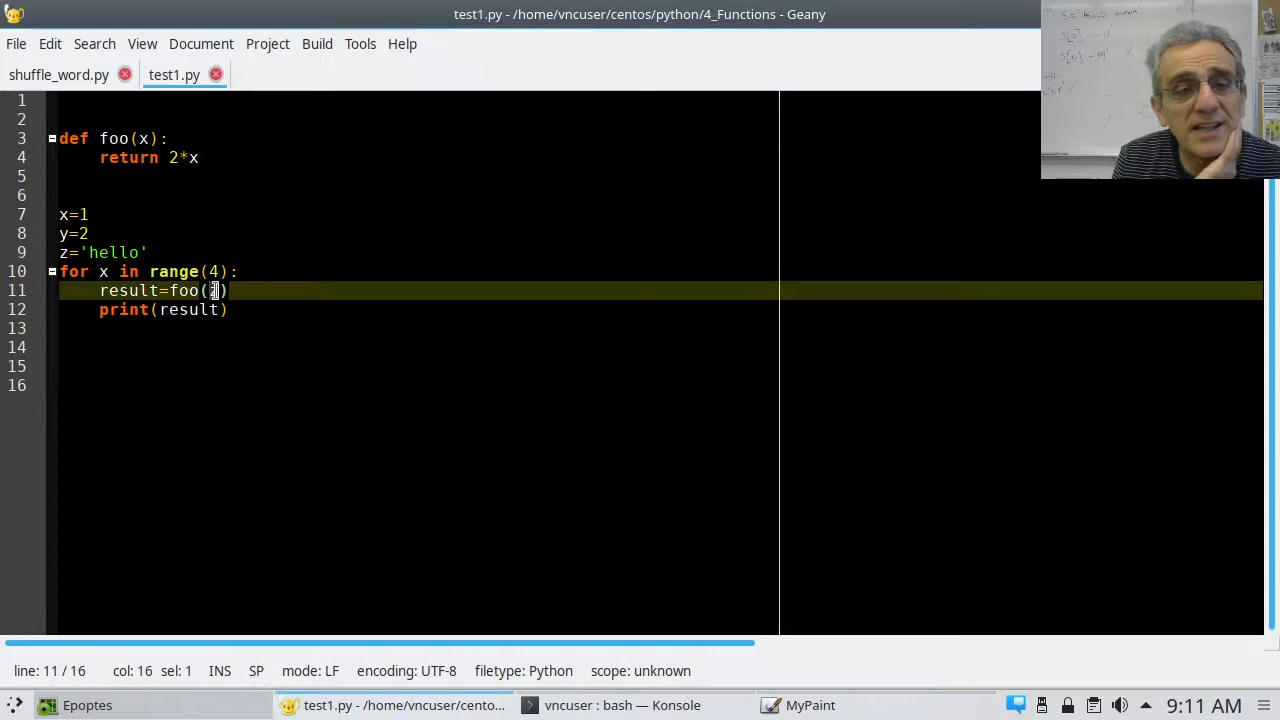 test1.py - /home/vncuser/centos/python/4_Functions - Geany
File Edit Search View Document Project Build Tools Help
shuffle_word.py test1.py
1
2
3 def foo(x):
4 return 2*x
5
6
7 x=1
8 y=2
9 z='hello'
10 for x in range(4):
11 result=foo( )
12 print(result)
13
14
15
16
line: 11 / 16 col: 16 sel: 1 INS SP mode: LF encoding: UTF-8 filetype: Python scope: unknown
Epoptes test1.py - /home/vncuser/cento... vncuser : bash — Konsole MyPaint 9:11 AM